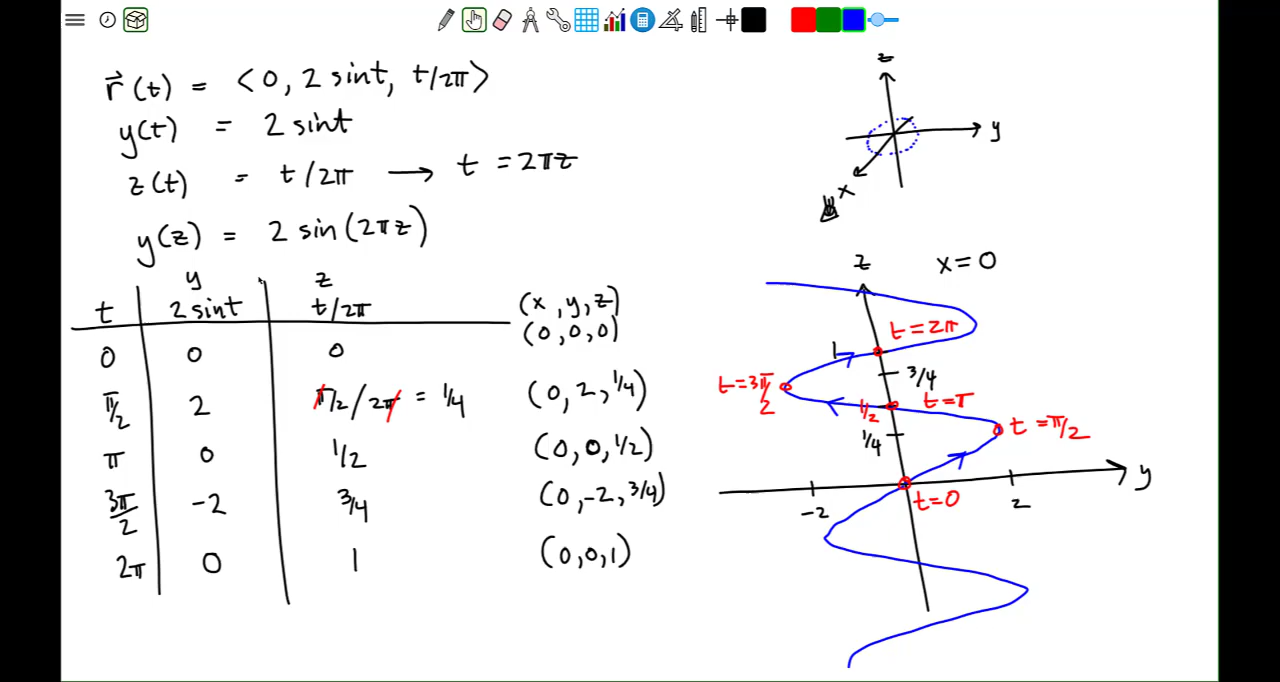 r⃗(t) = ⟨0, 2 sint, t/2π⟩
y(t) = 2 sint
z(t) = t/2π → t = 2πz
y(z) = 2 sin(2πz)
y z
t 2 sint t/2π (x, y, z)
0 0 0 (0, 0, 0)
π/2 2 π/2/2π = 1/4 (0, 2, 1/4)
π 0 1/2 (0, 0, 1/2)
3π/2 -2 3/4 (0, -2, 3/4)
2π 0 1 (0, 0, 1)
z
y
x
z x=0
t=2π
1
3/4
t=3π/2
1/2 t=π
1/4 t=π/2
y
t=0
-2 2